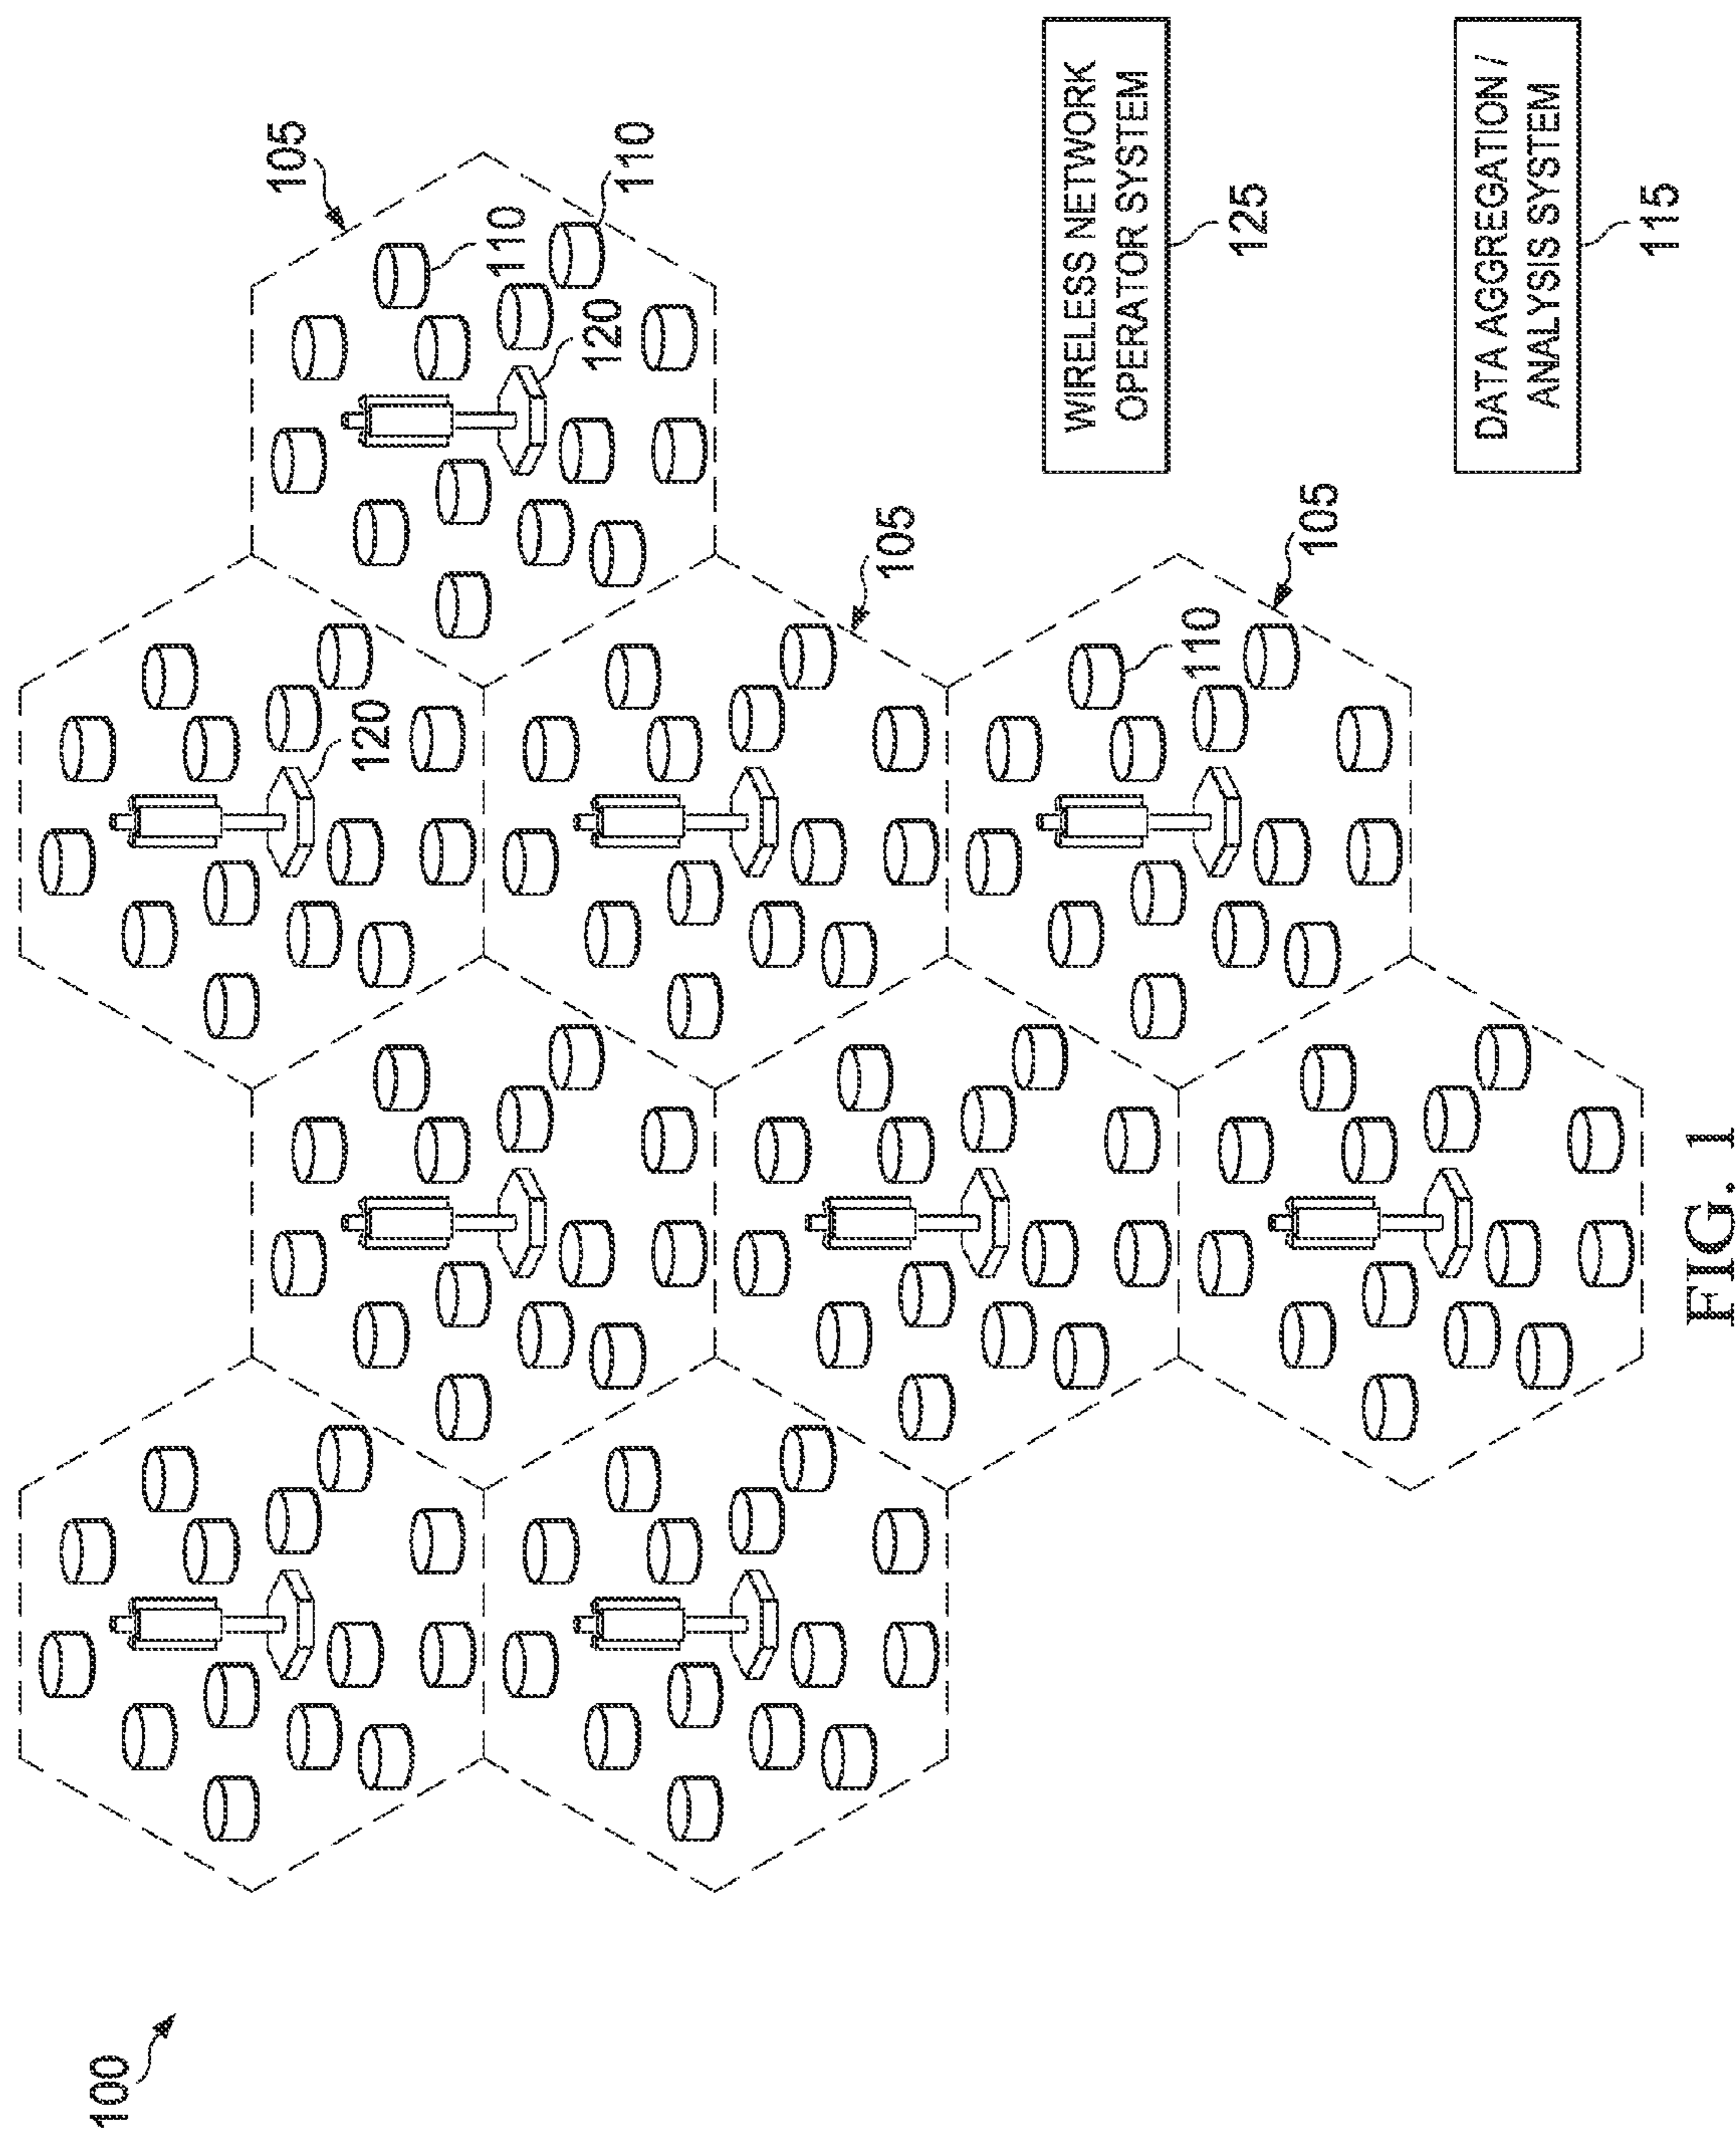 100
105
120
110
120
110
105
WIRELESS NETWORK
OPERATOR SYSTEM
110
125
105
DATA AGGREGATION /
ANALYSIS SYSTEM
115
FIG. 1